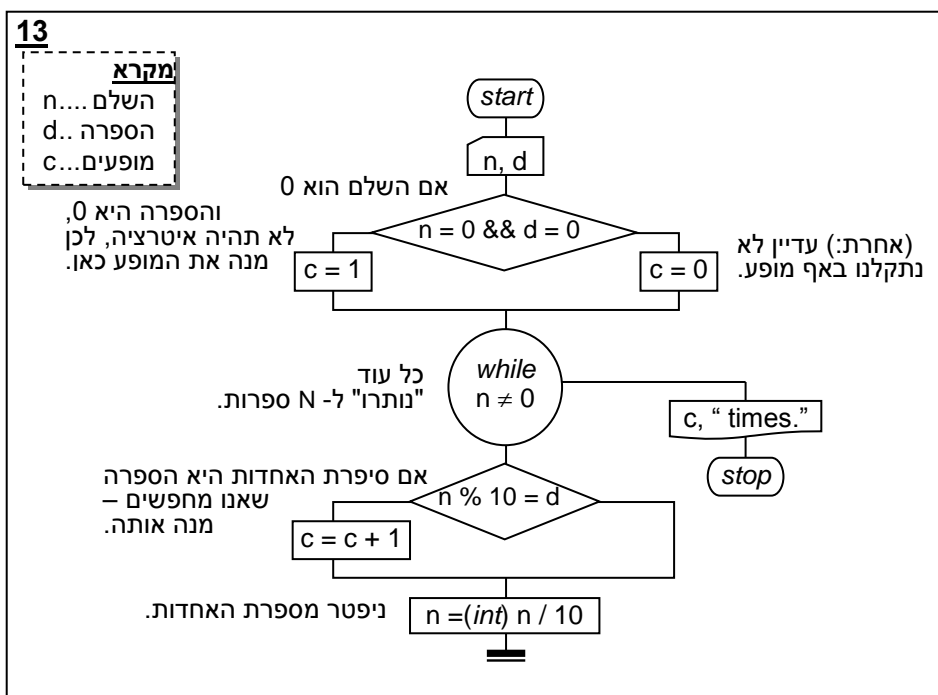 13
מקרא
השלם ....n
הספרה ..d
מופעים...c
start
n, d
אם השלם הוא 0
והספרה היא 0,
לא תהיה איטרציה, לכן
מנה את המופע כאן.
n = 0 && d = 0
(אחרת:) עדיין לא
נתקלנו באף מופע.
c = 1
c = 0
כל עוד
"נותרו" ל- N ספרות.
while
n ≠ 0
c, “ times.”
stop
אם סיפרת האחדות היא הספרה
שאנו מחפשים –
מנה אותה.
n % 10 = d
c = c + 1
ניפטר מספרת האחדות.
n =(int) n / 10